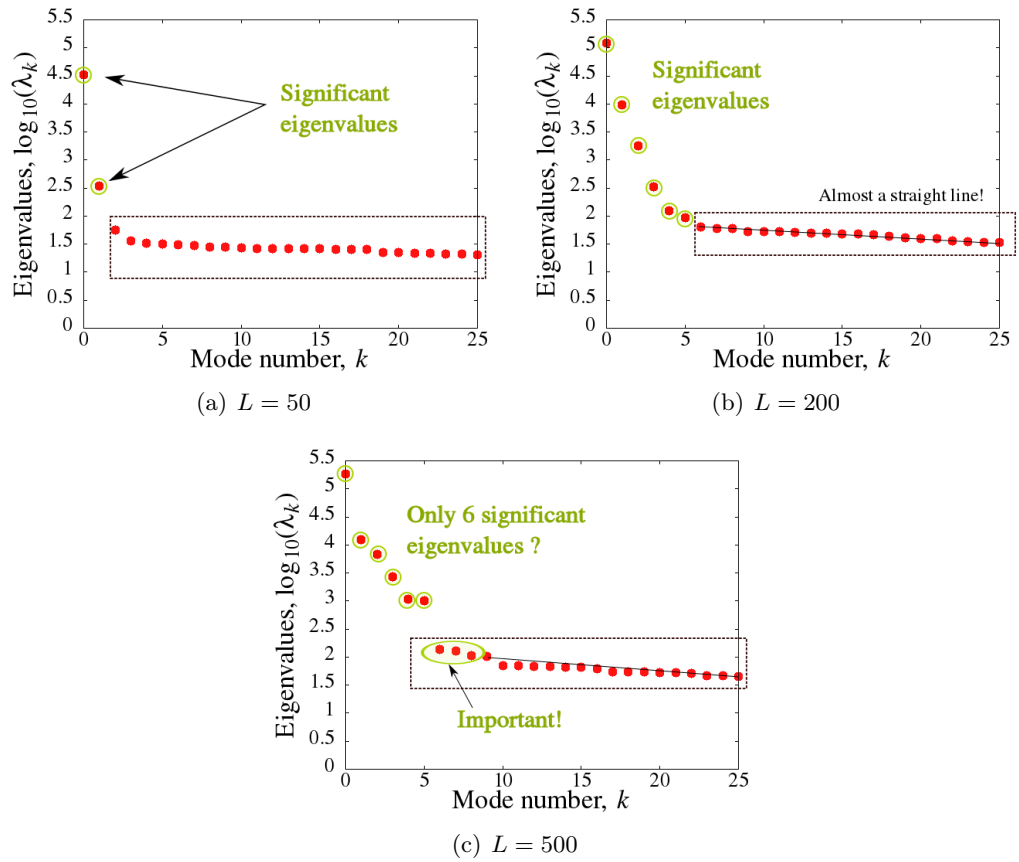 5.5
5
4.5
4
3.5
3
2.5
2
1.5
1
0.5
0
Eigenvalues, log10(λk)
Significant
eigenvalues
0 5 10 15 20 25
Mode number, k
(a) L = 50
5.5
5
4.5
4
3.5
3
2.5
2
1.5
1
0.5
0
Eigenvalues, log10(λk)
Significant
eigenvalues
Almost a straight line!
0 5 10 15 20 25
Mode number, k
(b) L = 200
5.5
5
4.5
4
3.5
3
2.5
2
1.5
1
0.5
0
Eigenvalues, log10(λk)
Only 6 significant
eigenvalues ?
Important!
0 5 10 15 20 25
Mode number, k
(c) L = 500